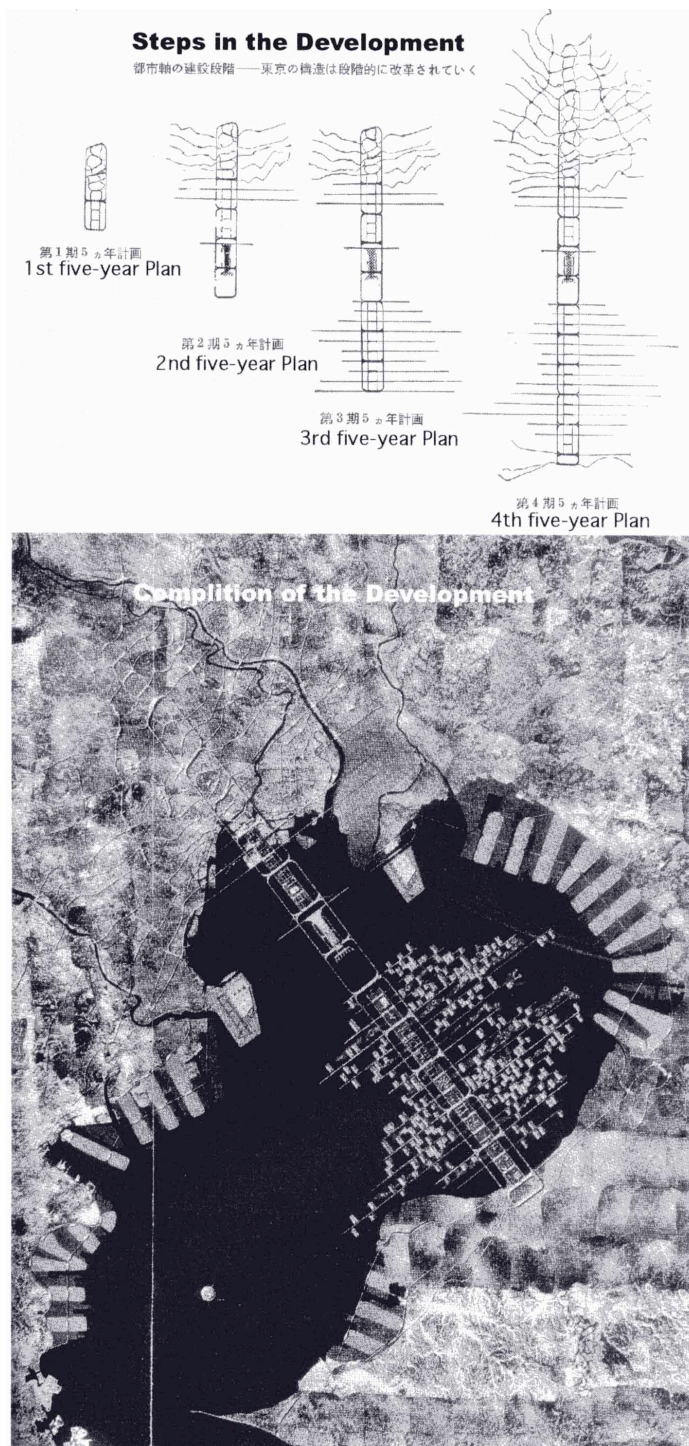 Steps in the Development
都市軸の建設段階――東京の構造は段階的に改革されていく
第1期5ヵ年計画
1st five-year Plan
第2期5ヵ年計画
2nd five-year Plan
第3期5ヵ年計画
3rd five-year Plan
第4期5ヵ年計画
4th five-year Plan
Complition of the Development